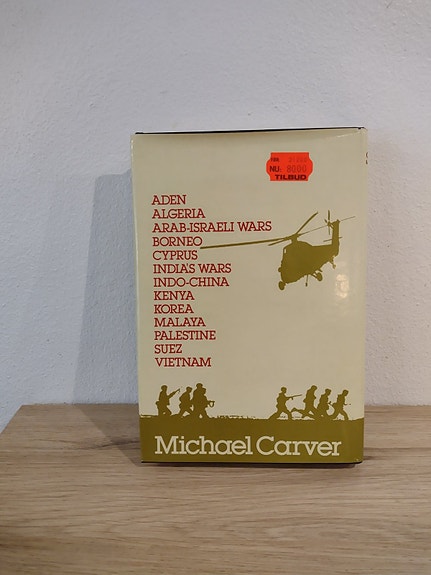 NU: 8000
TILBUD
ADEN
ALGERIA
ARAB-ISRAELI WARS
BORNEO
CYPRUS
INDIA'S WARS
INDO-CHINA
KENYA
KOREA
MALAYA
PALESTINE
SUEZ
VIETNAM
Michael Carver